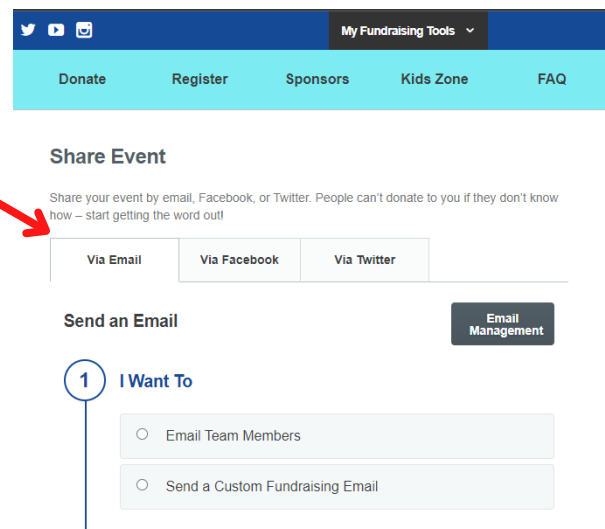 My Fundraising Tools
Donate Register Sponsors Kids Zone FAQ
Share Event
Share your event by email, Facebook, or Twitter. People can't donate to you if they don't know
how – start getting the word out!
Via Email Via Facebook Via Twitter
Send an Email
Email
Management
1 I Want To
Email Team Members
Send a Custom Fundraising Email